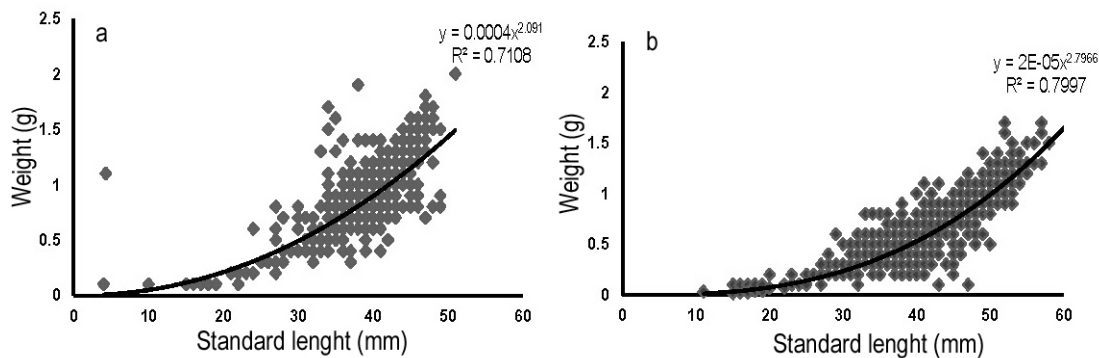 a
y = 0.0004x^2.091
R² = 0.7108
Weight (g)
2.5
2
1.5
1
0.5
0
0 10 20 30 40 50 60
Standard lenght (mm)
b
y = 2E-05x^2.7966
R² = 0.7997
Weight (g)
2.5
2
1.5
1
0.5
0
0 10 20 30 40 50 60
Standard lenght (mm)